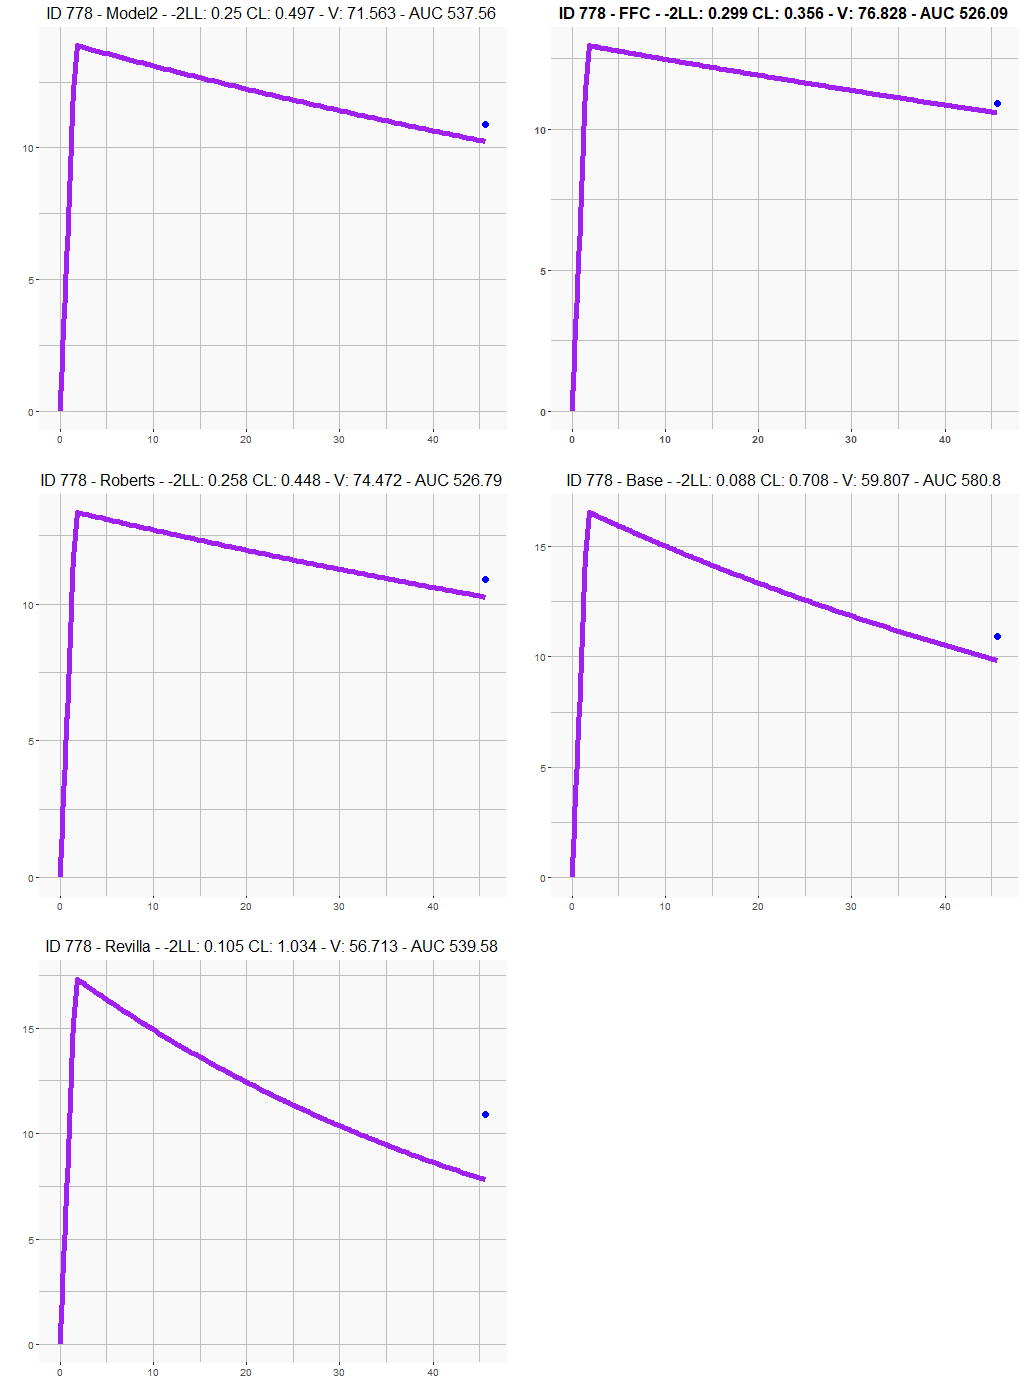 ID 778 - Model2 - -2LL: 0.25 CL: 0.497 - V: 71.563 - AUC 537.56
10
5
0
0 10 20 30 40
ID 778 - FFC - -2LL: 0.299 CL: 0.356 - V: 76.828 - AUC 526.09
10
5
0
0 10 20 30 40
ID 778 - Roberts - -2LL: 0.258 CL: 0.448 - V: 74.472 - AUC 526.79
10
5
0
0 10 20 30 40
ID 778 - Base - -2LL: 0.088 CL: 0.708 - V: 59.807 - AUC 580.8
15
10
5
0
0 10 20 30 40
ID 778 - Revilla - -2LL: 0.105 CL: 1.034 - V: 56.713 - AUC 539.58
15
10
5
0
0 10 20 30 40